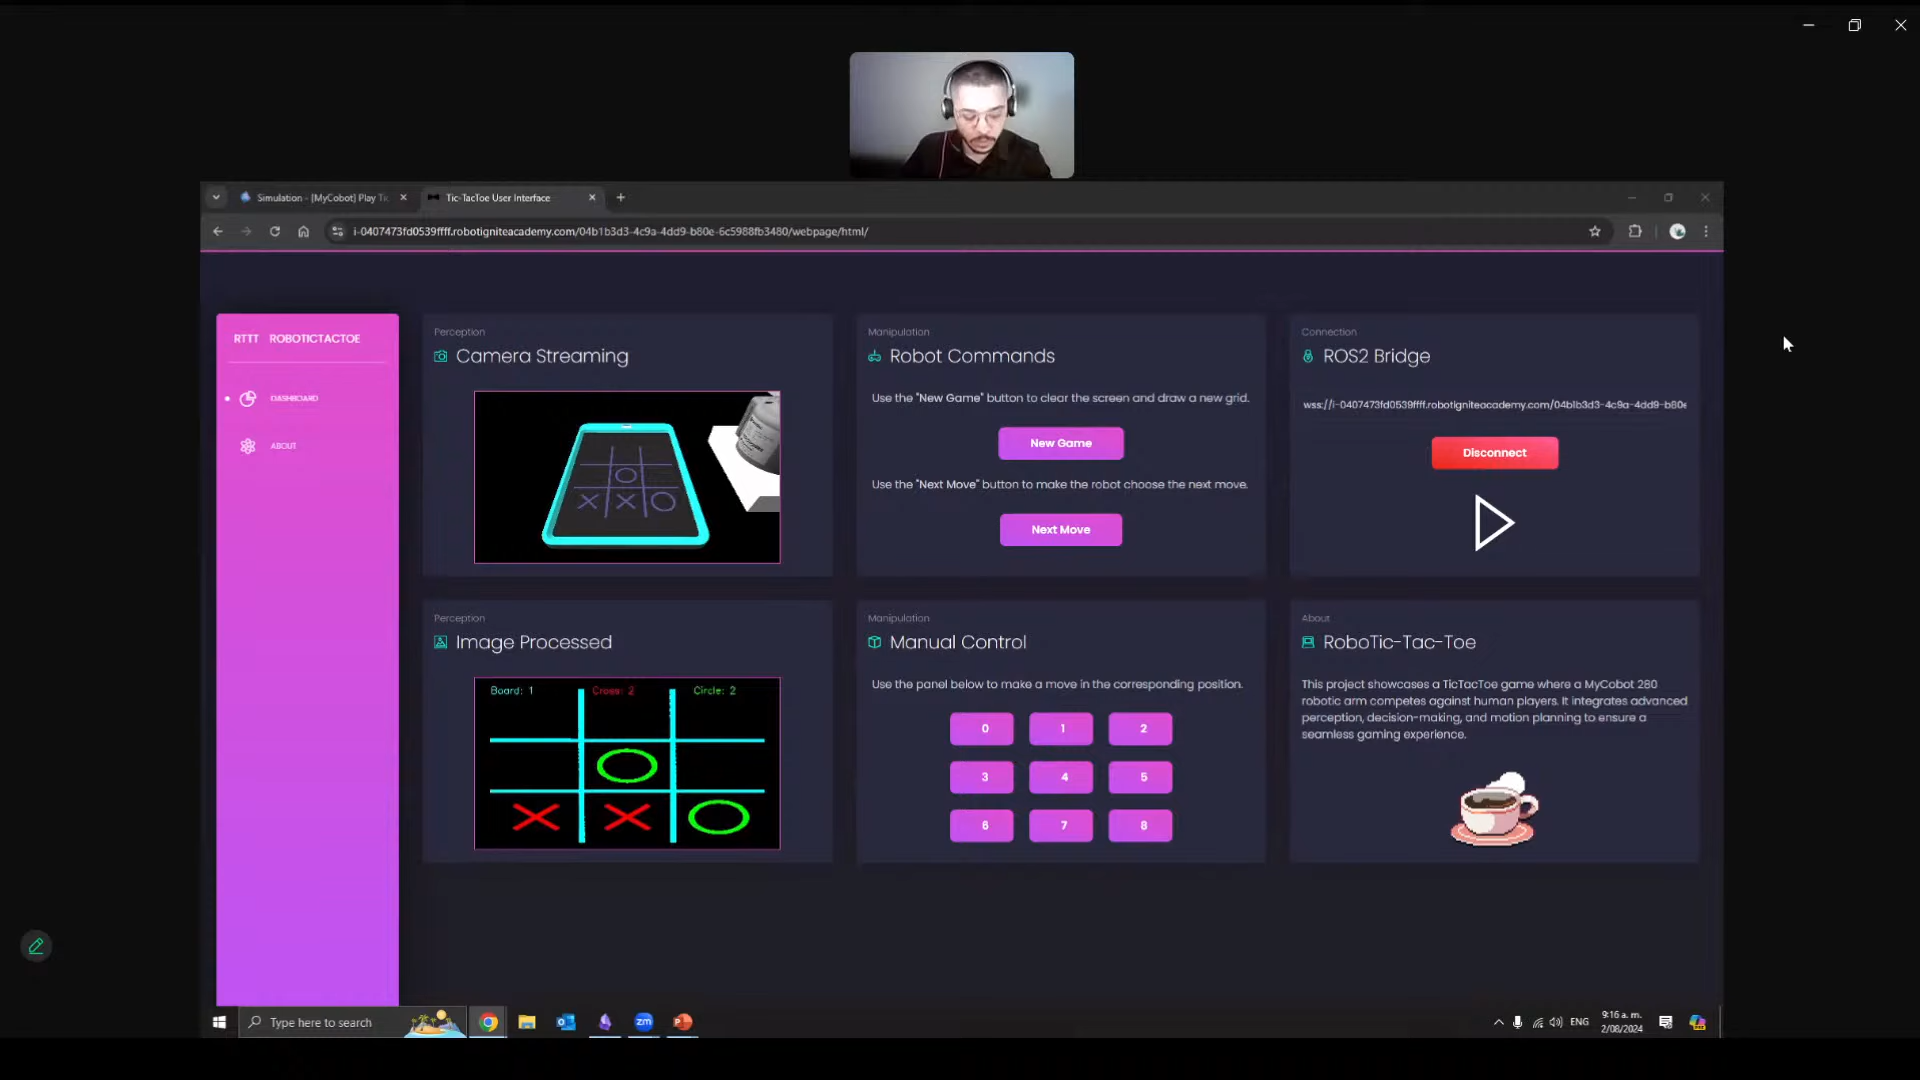 Simulation - [MyCobot] Play Tic
Tic-TacToe User Interface
i-0407473fd0539ffff.robotigniteacademy.com/04b1b3d3-4c9a-4dd9-b80e-6c5988fb3480/webpage/html/
RTTT ROBOTICTACTOE
DASHBOARD
ABOUT
Perception
Camera Streaming
Manipulation
Robot Commands
Use the "New Game" button to clear the screen and draw a new grid.
New Game
Use the "Next Move" button to make the robot choose the next move.
Next Move
Connection
ROS2 Bridge
wss://i-0407473fd0539ffff.robotigniteacademy.com/04b1b3d3-4c9a-4dd9-b80e
Disconnect
Perception
Image Processed
Board: 1 Cross: 2 Circle: 2
Manipulation
Manual Control
Use the panel below to make a move in the corresponding position.
0 1 2
3 4 5
6 7 8
About
RoboTic-Tac-Toe
This project showcases a TicTacToe game where a MyCobot 280
robotic arm competes against human players. It integrates advanced
perception, decision-making, and motion planning to ensure a
seamless gaming experience.
Type here to search
zm
ENG
9:16 a. m.
2/08/2024